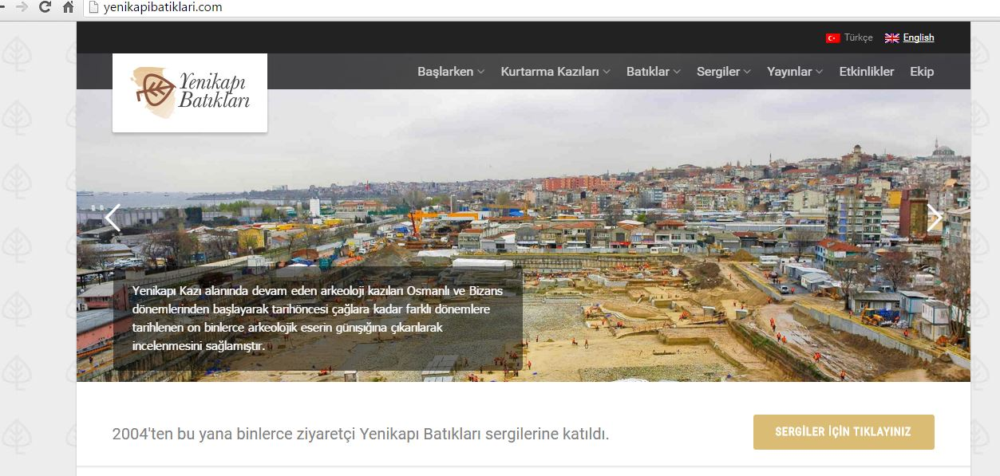 yenikapibatiklari.com
Türkçe English
Yenikapı
Batıkları
Başlarken Kurtarma Kazıları Batıklar Sergiler Yayınlar Etkinlikler Ekip
Yenikapı Kazı alanında devam eden arkeoloji kazıları Osmanlı ve Bizans
dönemlerinden başlayarak tarihöncesi çağlara kadar farklı dönemlere
tarihlenen on binlerce arkeolojik eserin günışığına çıkarılarak
incelenmesini sağlamıştır.
2004'ten bu yana binlerce ziyaretçi Yenikapı Batıkları sergilerine katıldı.
SERGİLER İÇİN TIKLAYINIZ